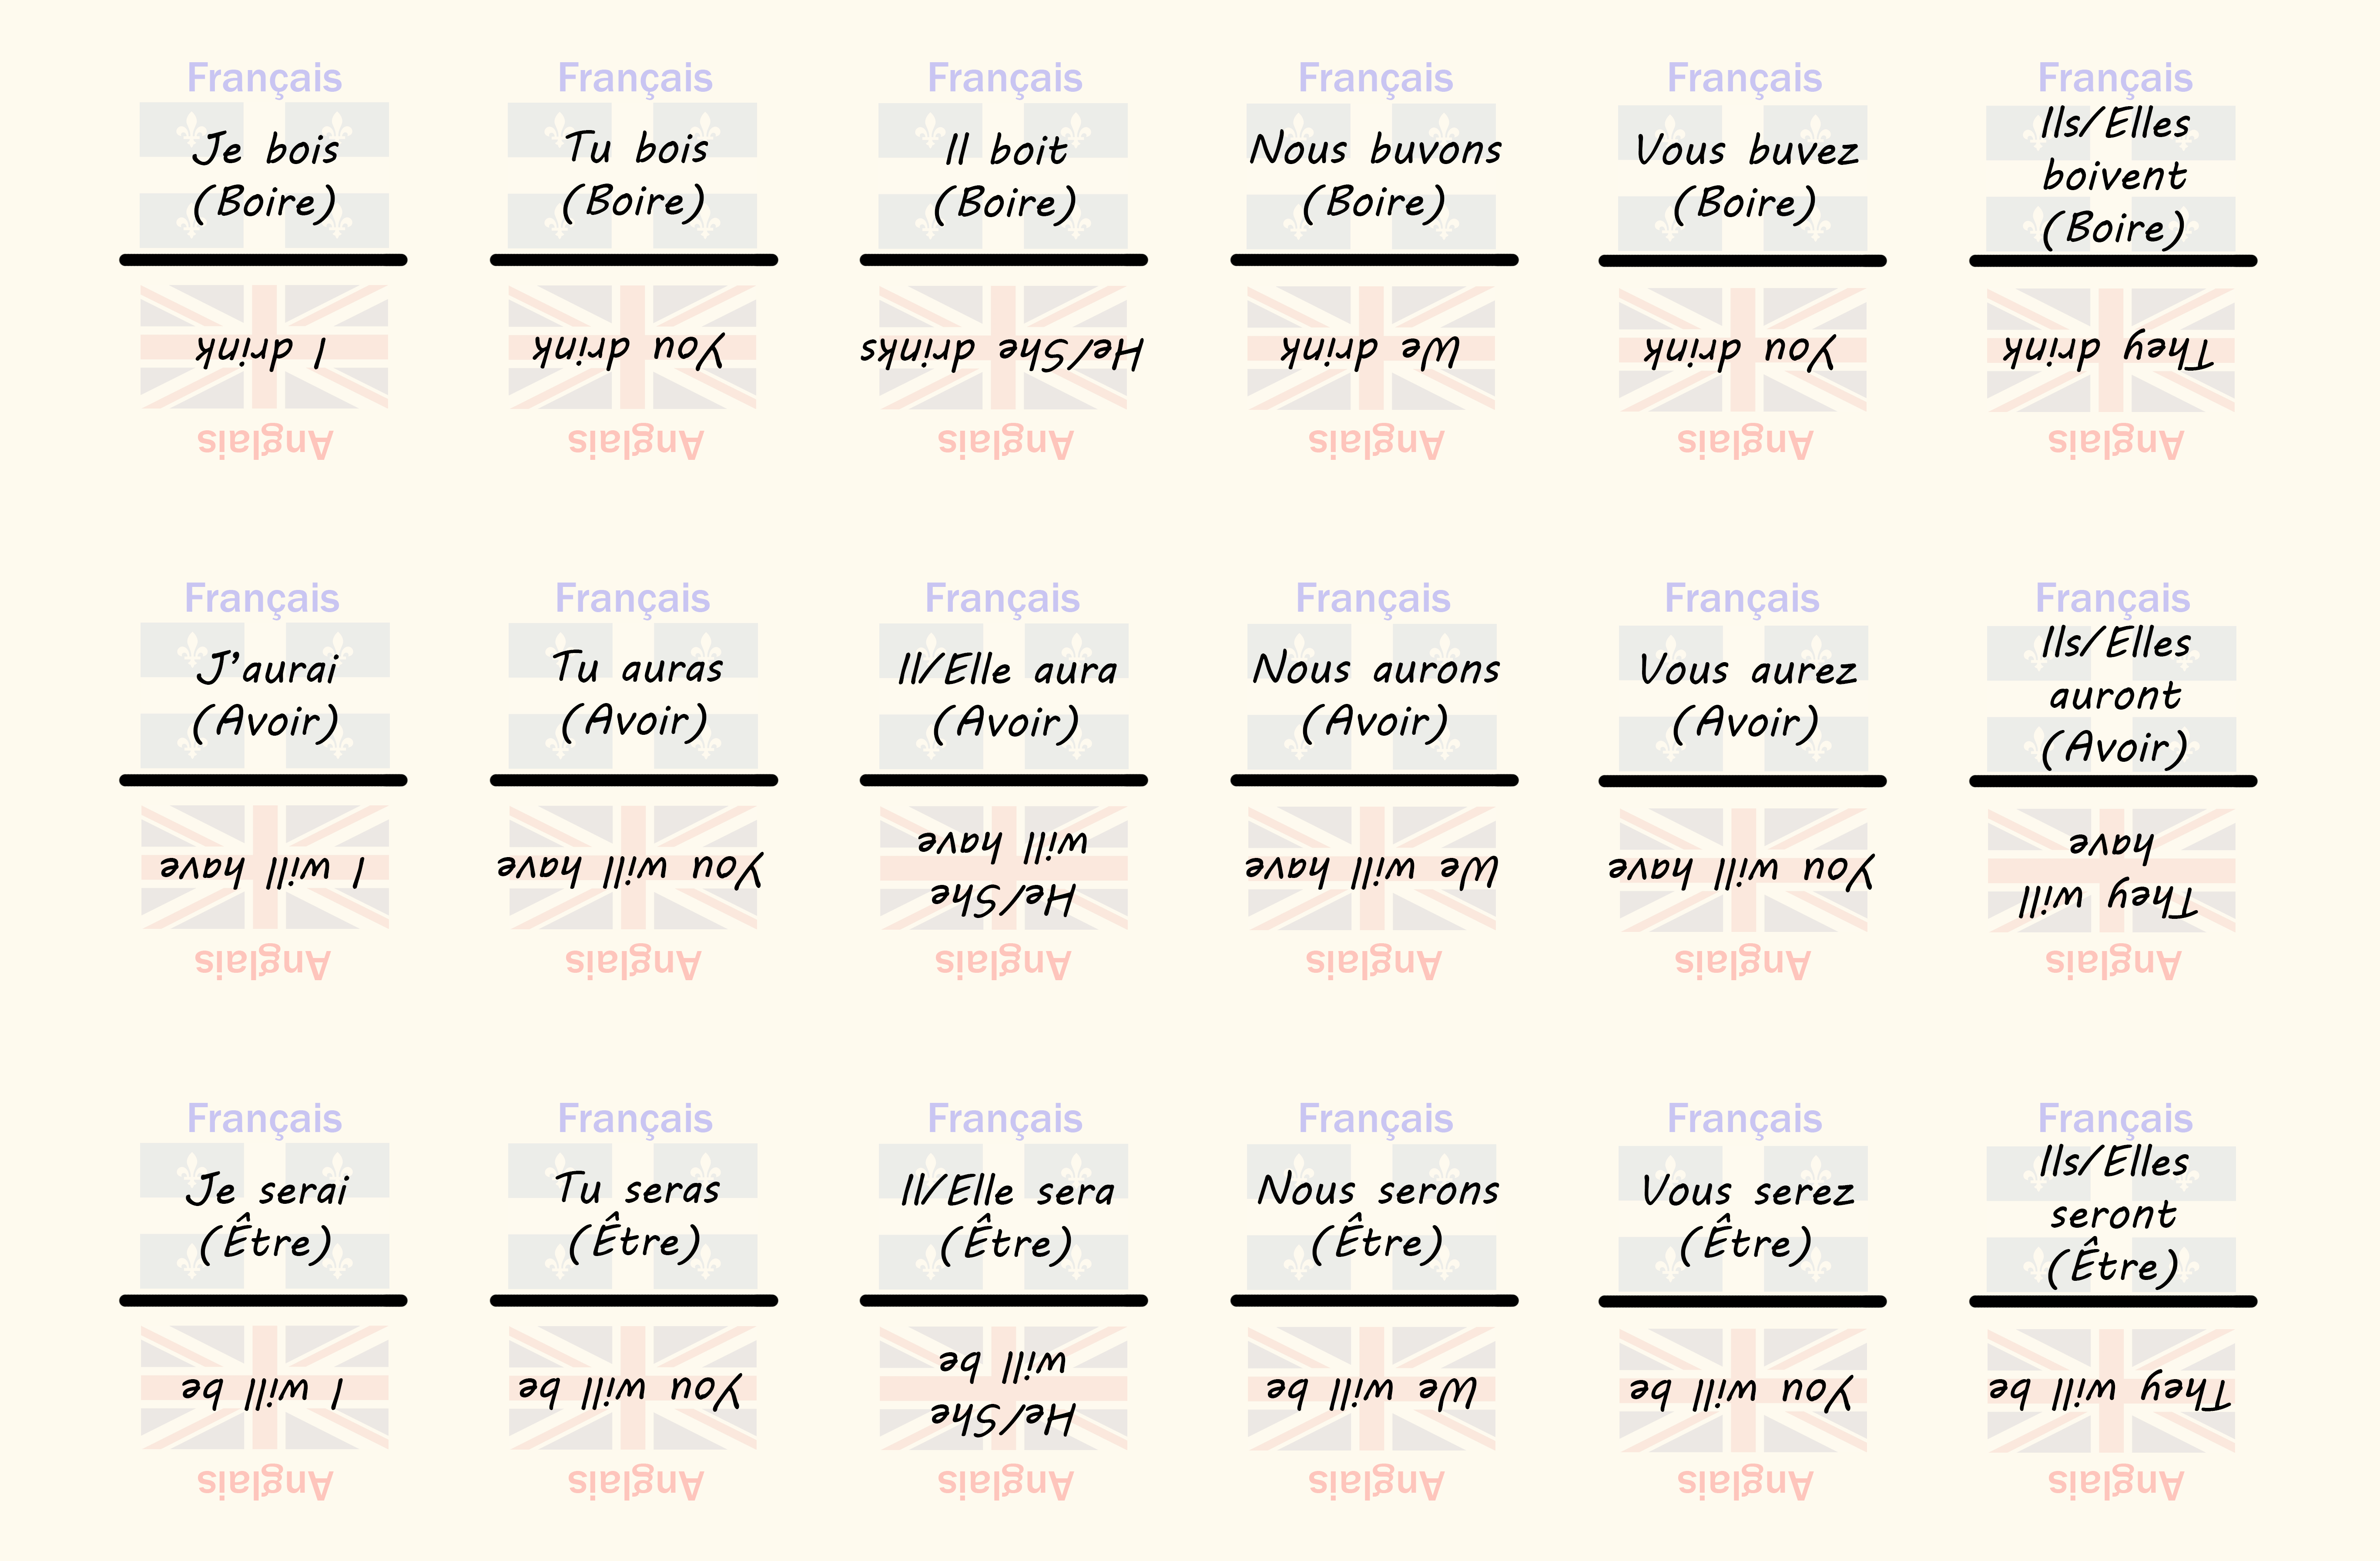 Français
Je bois
(Boire)
I drink
Anglais
Français
Tu bois
(Boire)
You drink
Anglais
Français
Il boit
(Boire)
He/She drinks
Anglais
Français
Nous buvons
(Boire)
We drink
Anglais
Français
Vous buvez
(Boire)
You drink
Anglais
Français
Ils/Elles
boivent
(Boire)
They drink
Anglais
Français
J'aurai
(Avoir)
I will have
Anglais
Français
Tu auras
(Avoir)
You will have
Anglais
Français
Il/Elle aura
(Avoir)
He/She
will have
Anglais
Français
Nous aurons
(Avoir)
We will have
Anglais
Français
Vous aurez
(Avoir)
You will have
Anglais
Français
Ils/Elles
auront
(Avoir)
They will
have
Anglais
Français
Je serai
(Être)
I will be
Anglais
Français
Tu seras
(Être)
You will be
Anglais
Français
Il/Elle sera
(Être)
He/She
will be
Anglais
Français
Nous serons
(Être)
We will be
Anglais
Français
Vous serez
(Être)
You will be
Anglais
Français
Ils/Elles
seront
(Être)
They will be
Anglais